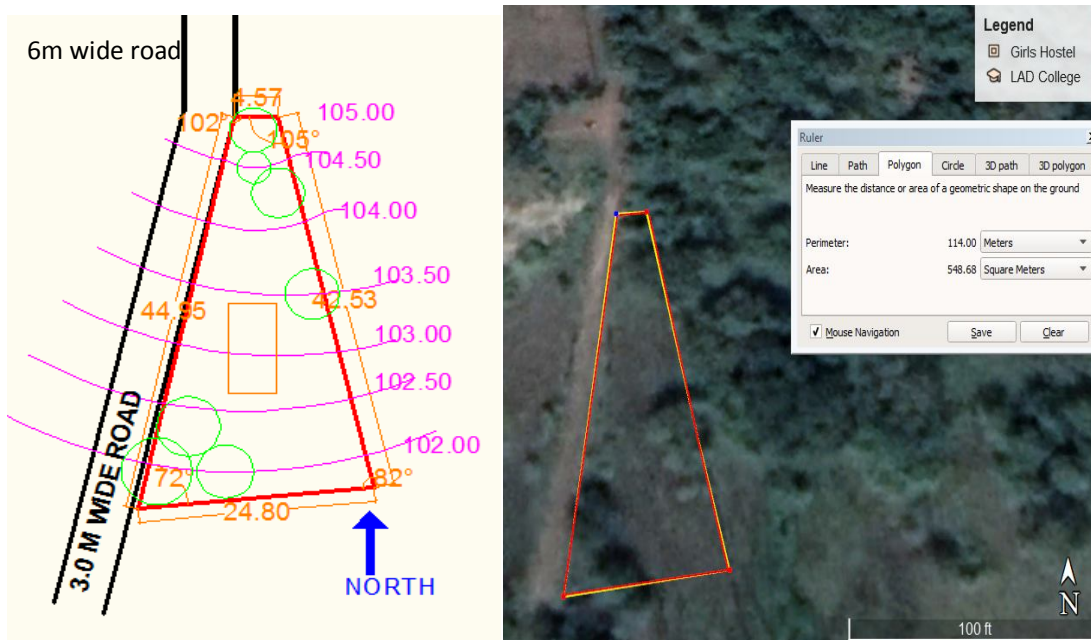 6m wide road
4.57
102°
105°
105.00
104.50
104.00
103.50
44.95
42.53
103.00
102.50
102.00
72°
82°
24.80
3.0 M WIDE ROAD
NORTH
Legend
Girls Hostel
LAD College
Ruler
Line Path Polygon Circle 3D path 3D polygon
Measure the distance or area of a geometric shape on the ground
Perimeter: 114.00 Meters
Area: 548.68 Square Meters
Mouse Navigation Save Clear
N
100 ft